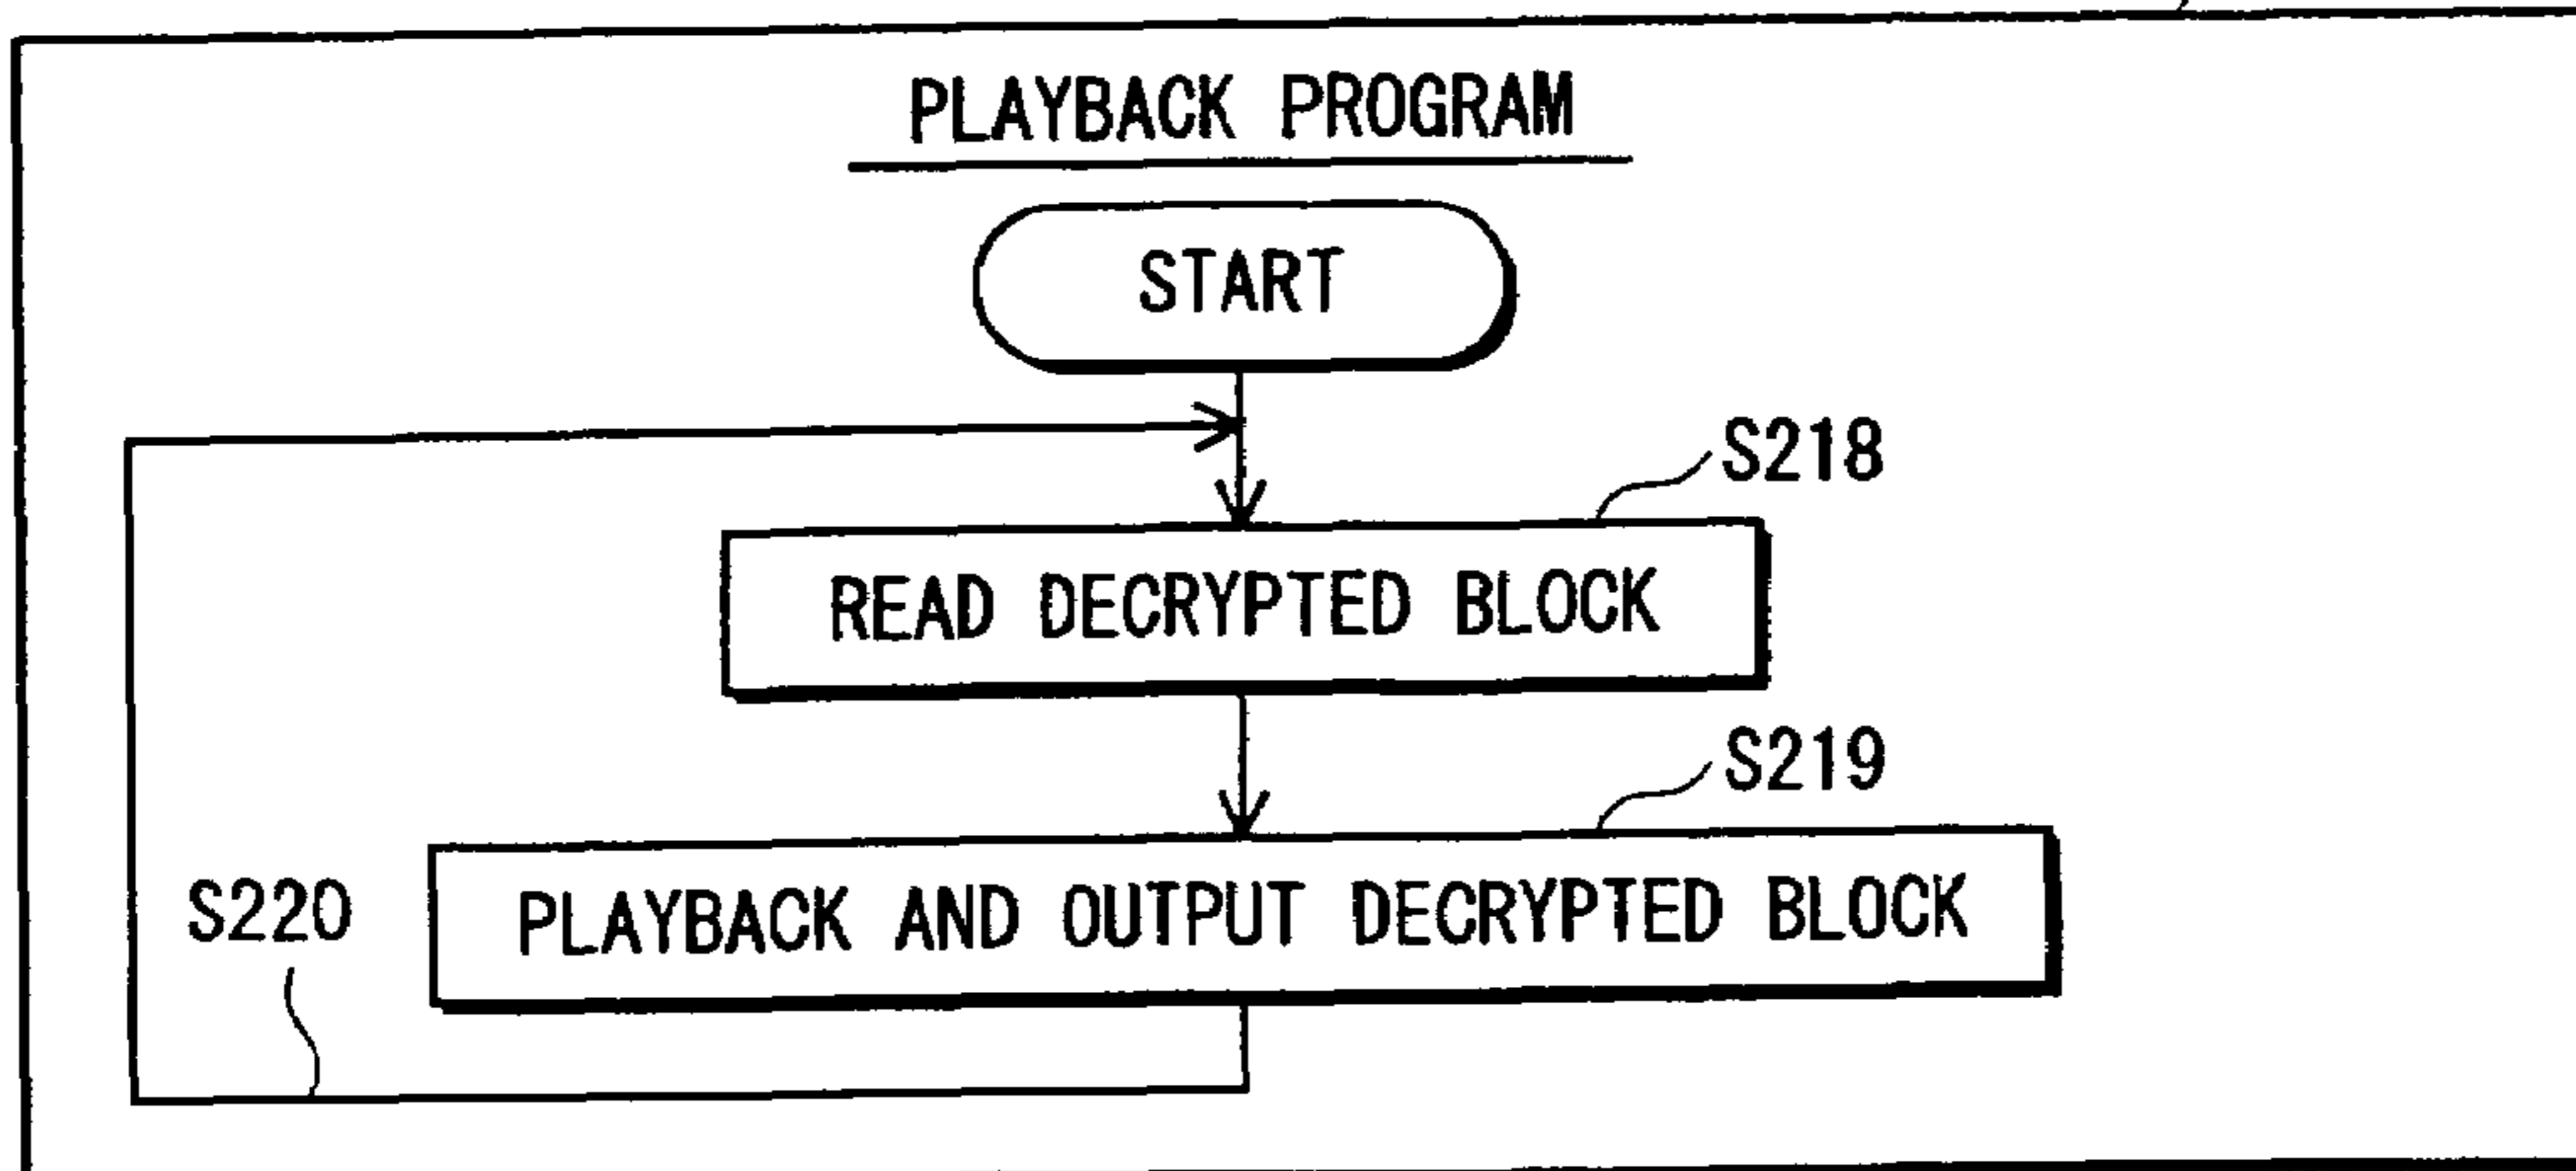 PLAYBACK PROGRAM
START
S218
READ DECRYPTED BLOCK
S219
PLAYBACK AND OUTPUT DECRYPTED BLOCK
S220